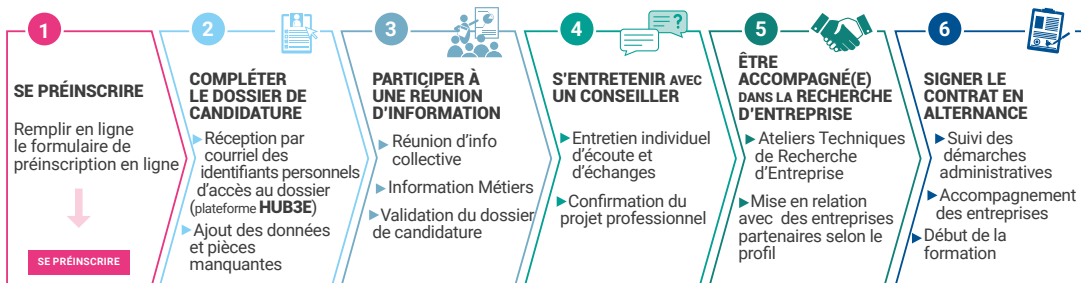 1
SE PRÉINSCRIRE
Remplir en ligne
le formulaire de
préinscription en ligne
SE PRÉINSCRIRE
2
COMPLÉTER
LE DOSSIER DE
CANDIDATURE
Réception par
courriel des
identifiants personnels
d'accès au dossier
(plateforme HUB3E)
Ajout des données
et pièces
manquantes
3
PARTICIPER À
UNE RÉUNION
D'INFORMATION
Réunion d'info
collective
Information Métiers
Validation du dossier
de candidature
4
?
S'ENTRETENIR AVEC
UN CONSEILLER
Entretien individuel
d'écoute et
d'échanges
Confirmation du
projet professionnel
5
ÊTRE
ACCOMPAGNÉ(E)
DANS LA RECHERCHE
D'ENTREPRISE
Ateliers Techniques
de Recherche
d'Entreprise
Mise en relation
avec des entreprises
partenaires selon le
profil
6
SIGNER LE
CONTRAT EN
ALTERNANCE
Suivi des
démarches
administratives
Accompagnement
des entreprises
Début de la
formation